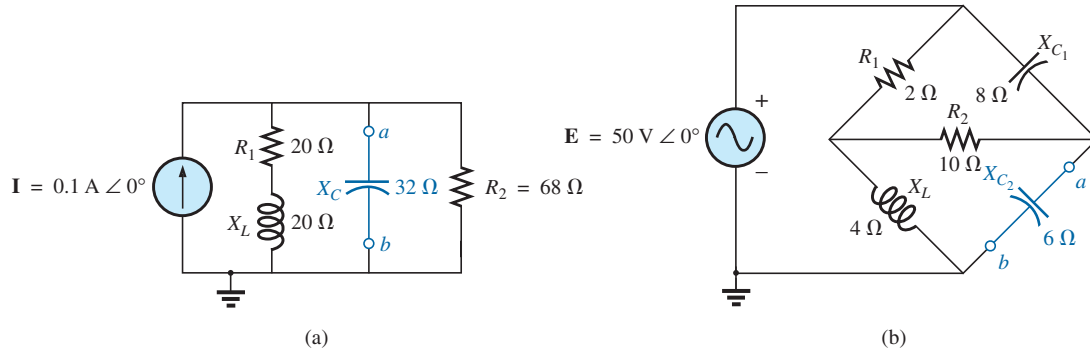 I = 0.1 A ∠ 0°
R1 20 Ω
XL 20 Ω
a
XC 32 Ω
b
R2 = 68 Ω
(a)
E = 50 V ∠ 0°
+
−
R1
2 Ω
XC1
8 Ω
R2
10 Ω
XL
4 Ω
XC2
6 Ω
a
b
(b)